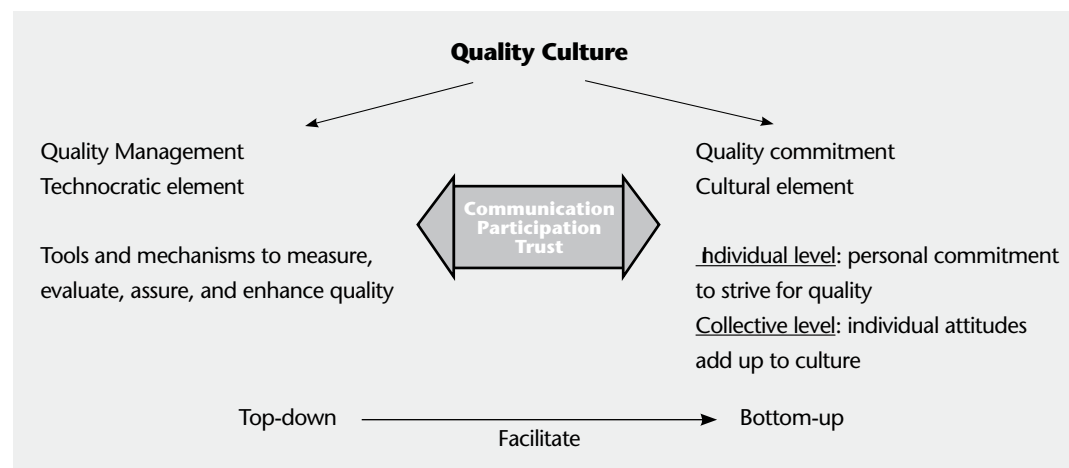 Quality Culture
Quality Management
Technocratic element
Tools and mechanisms to measure,
evaluate, assure, and enhance quality
Communication
Participation
Trust
Quality commitment
Cultural element
Individual level: personal commitment
to strive for quality
Collective level: individual attitudes
add up to culture
Top-down
Facilitate
Bottom-up